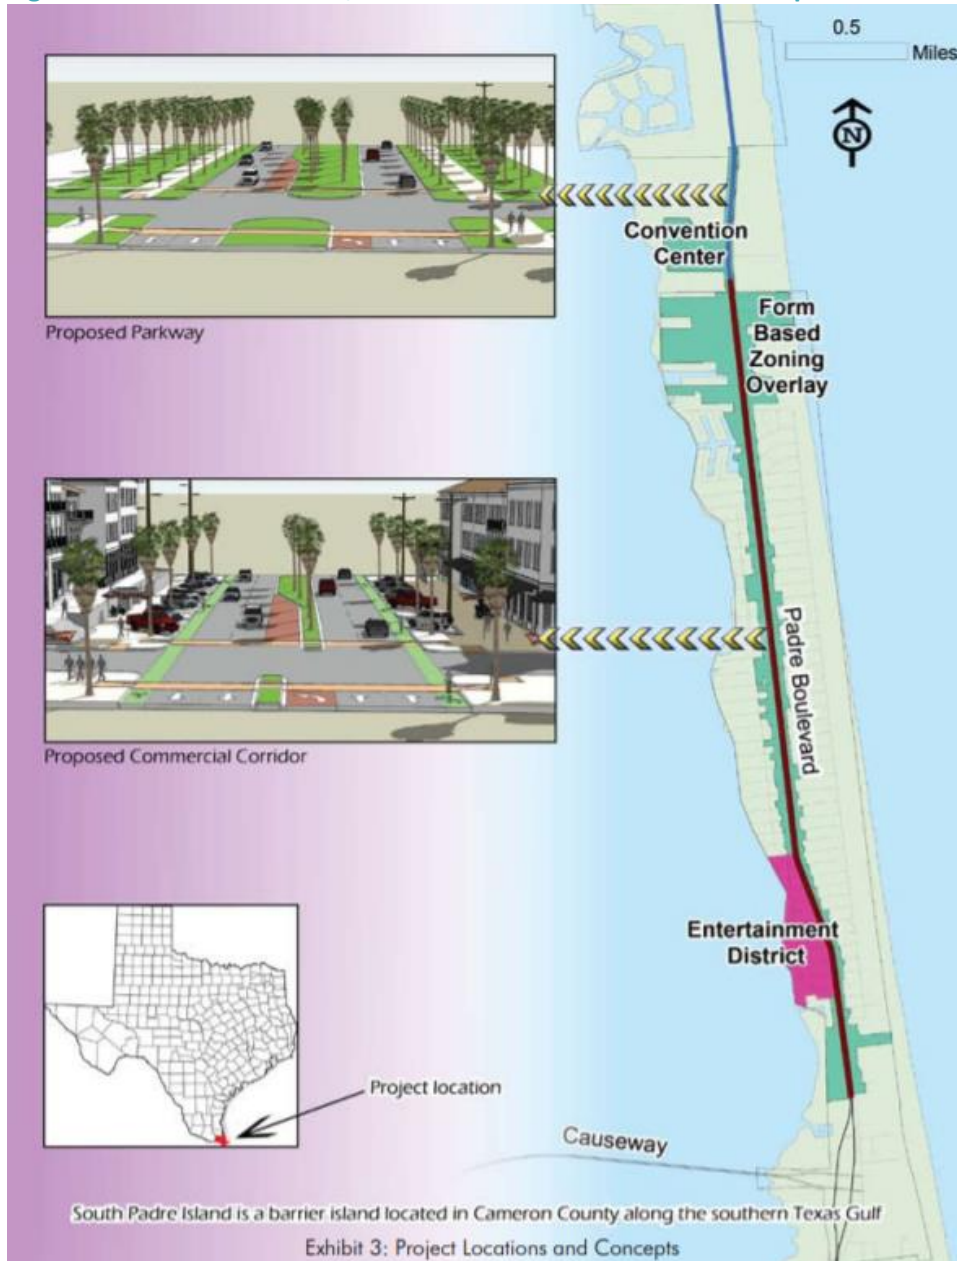 0.5
Miles
N
Convention
Center
Proposed Parkway
Form
Based
Zoning
Overlay
Padre Boulevard
Proposed Commercial Corridor
Entertainment
District
Project location
Causeway
South Padre Island is a barrier island located in Cameron County along the southern Texas Gulf
Exhibit 3: Project Locations and Concepts